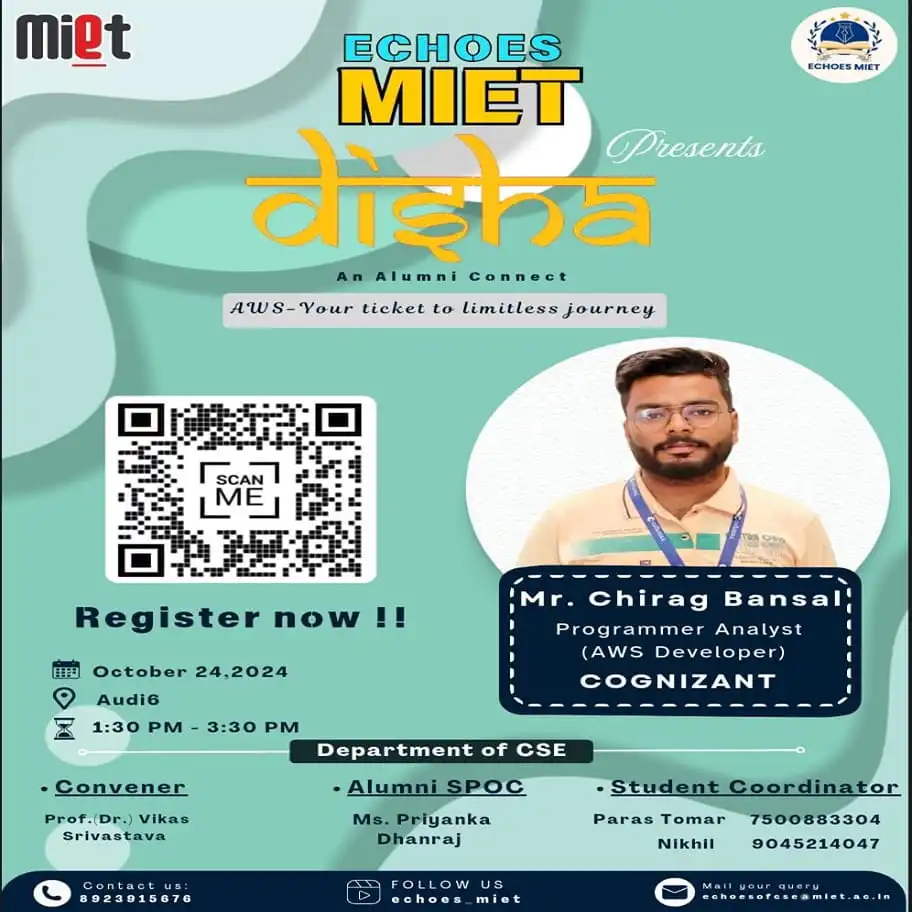 miet
ECHOES
MIET
ECHOES MIET
Presents
disha
An Alumni Connect
AWS-Your ticket to limitless journey
SCAN
ME
Register now !!
October 24,2024
Audi6
1:30 PM - 3:30 PM
Mr. Chirag Bansal
Programmer Analyst
(AWS Developer)
COGNIZANT
Department of CSE
• Convener
Prof.(Dr.) Vikas
Srivastava
• Alumni SPOC
Ms. Priyanka
Dhanraj
• Student Coordinator
Paras Tomar 7500883304
Nikhil 9045214047
Contact us:
8923915676
FOLLOW US
echoes_miet
Mail your query
echoesofcse@miet.ac.in